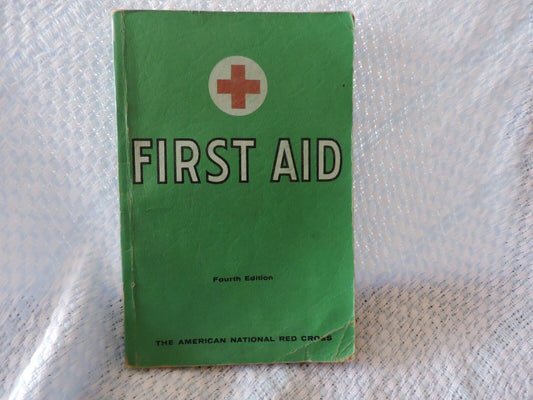 FIRST AID
Fourth Edition
THE AMERICAN NATIONAL RED CROSS